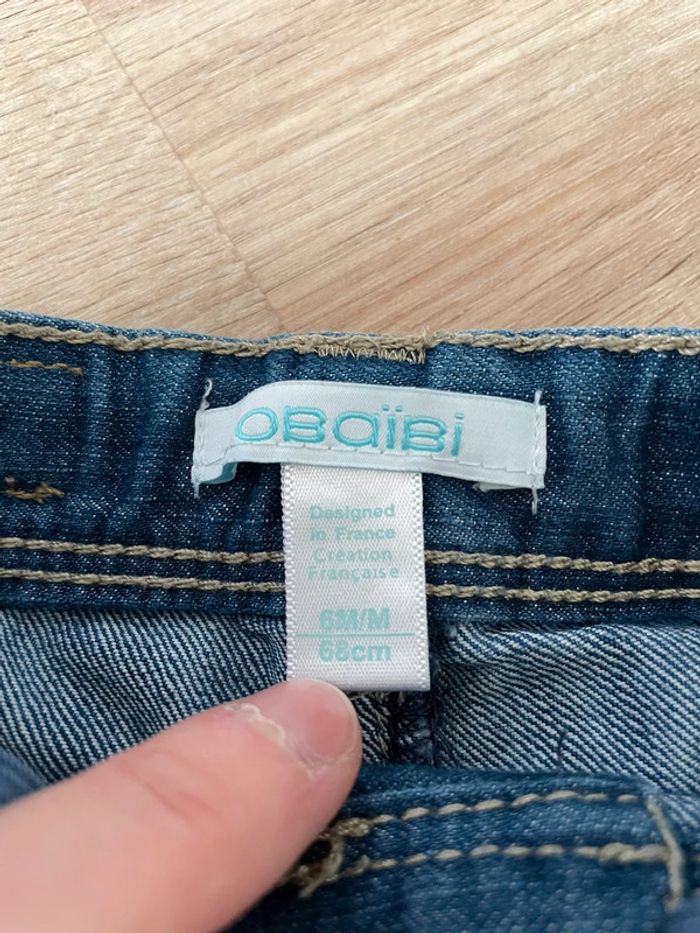 OBaïBi
Designed
in France
Création
Française
6M/M
68cm